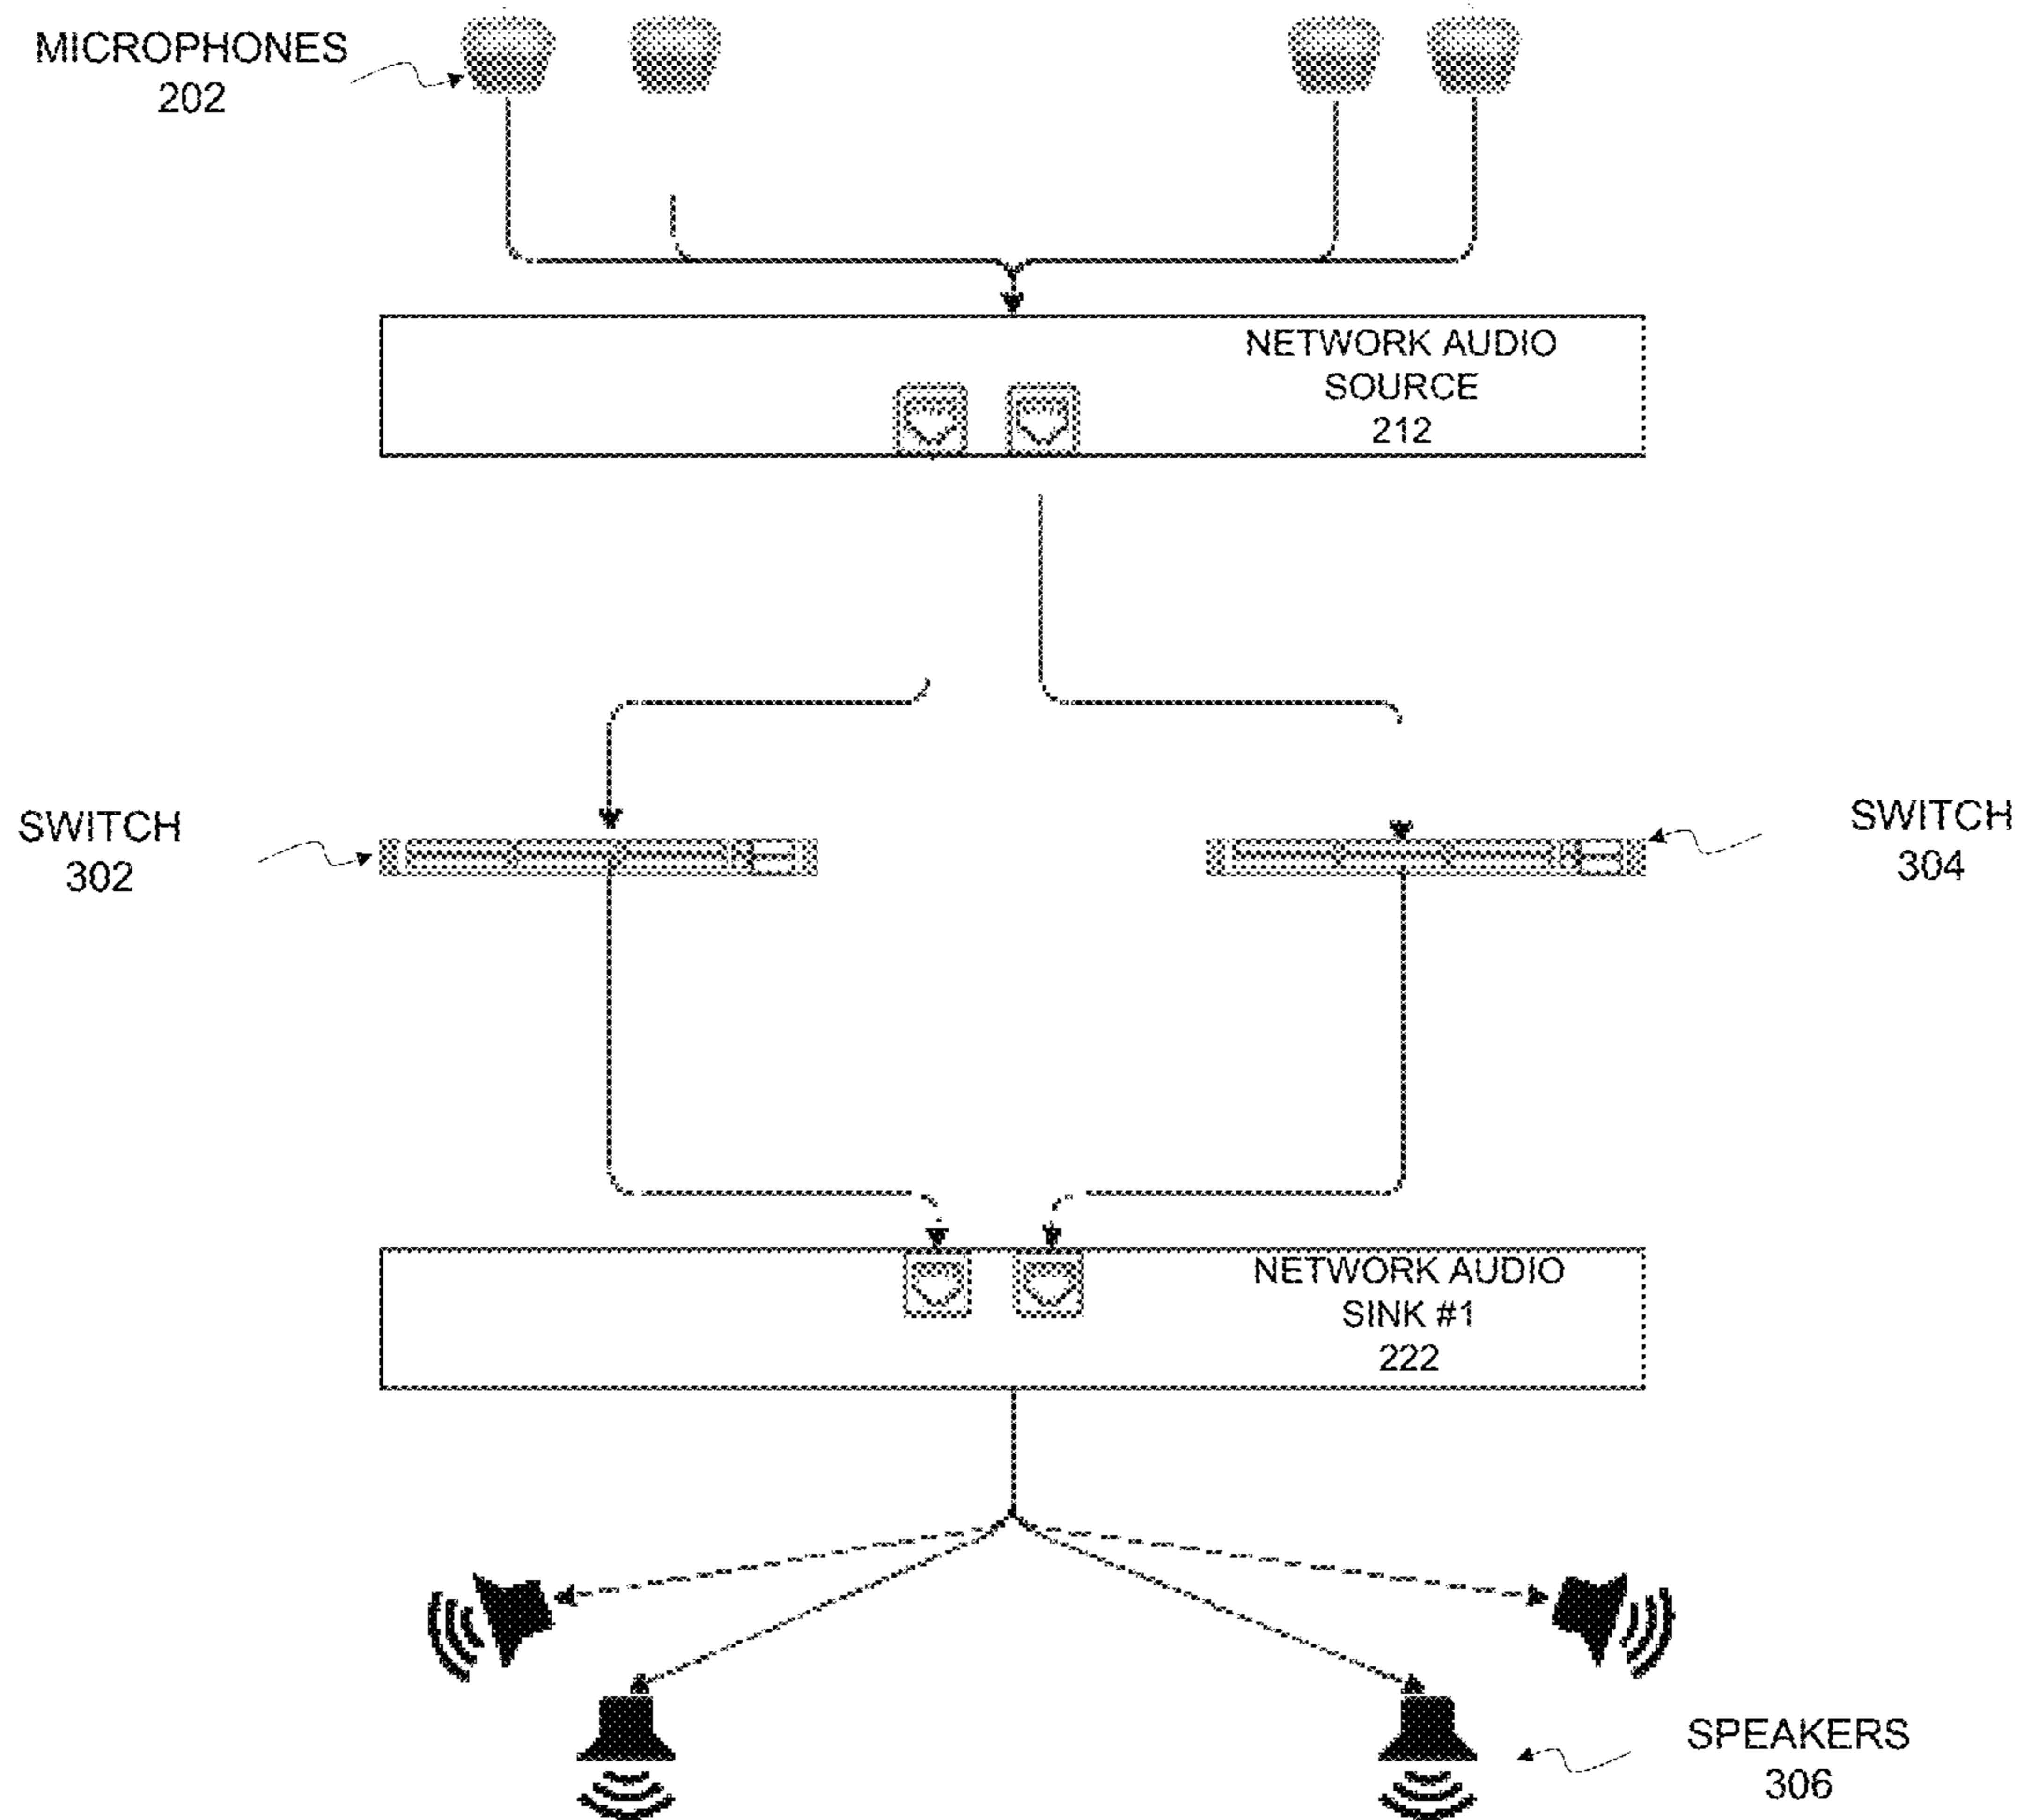 MICROPHONES
202
NETWORK AUDIO
SOURCE
212
SWITCH
302
SWITCH
304
NETWORK AUDIO
SINK #1
222
SPEAKERS
306